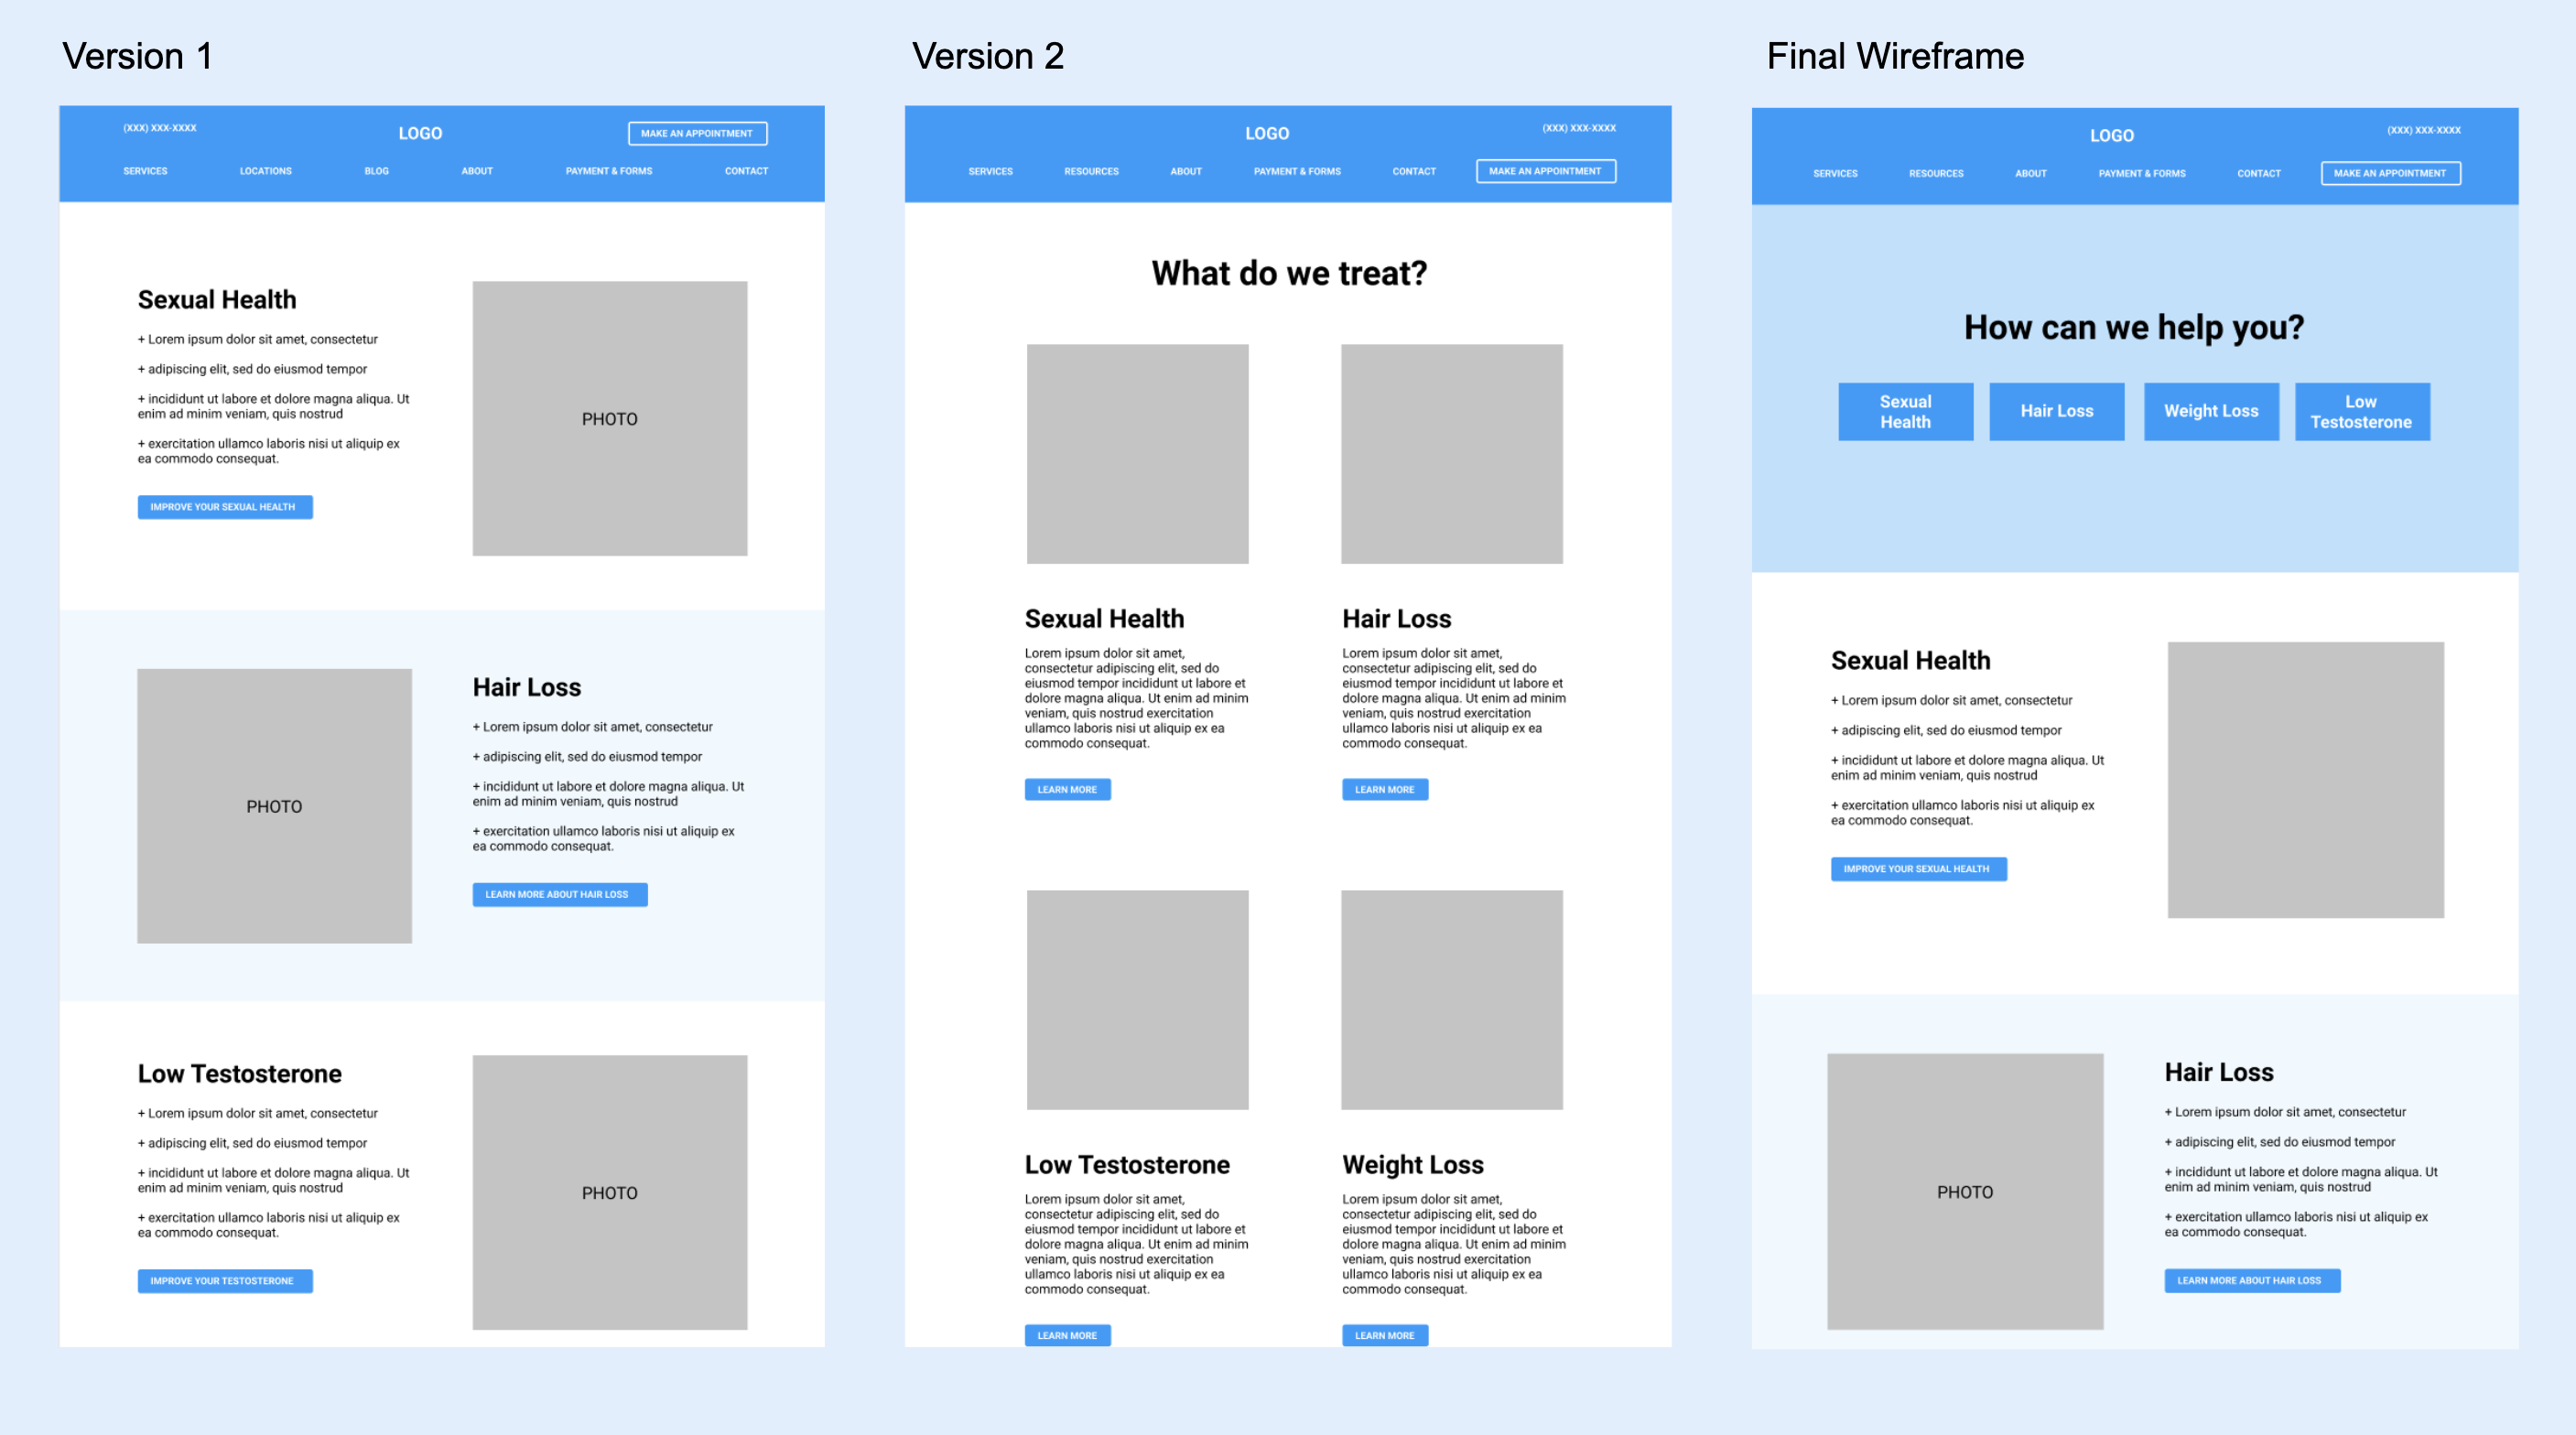 Version 1
(XXX) XXX-XXXX
LOGO
MAKE AN APPOINTMENT
SERVICES
LOCATIONS
BLOG
ABOUT
PAYMENT & FORMS
CONTACT
Sexual Health
+ Lorem ipsum dolor sit amet, consectetur
+ adipiscing elit, sed do eiusmod tempor
+ incididunt ut labore et dolore magna aliqua. Ut
enim ad minim veniam, quis nostrud
+ exercitation ullamco laboris nisi ut aliquip ex
ea commodo consequat.
IMPROVE YOUR SEXUAL HEALTH
PHOTO
PHOTO
Hair Loss
+ Lorem ipsum dolor sit amet, consectetur
+ adipiscing elit, sed do eiusmod tempor
+ incididunt ut labore et dolore magna aliqua. Ut
enim ad minim veniam, quis nostrud
+ exercitation ullamco laboris nisi ut aliquip ex
ea commodo consequat.
LEARN MORE ABOUT HAIR LOSS
Low Testosterone
+ Lorem ipsum dolor sit amet, consectetur
+ adipiscing elit, sed do eiusmod tempor
+ incididunt ut labore et dolore magna aliqua. Ut
enim ad minim veniam, quis nostrud
+ exercitation ullamco laboris nisi ut aliquip ex
ea commodo consequat.
IMPROVE YOUR TESTOSTERONE
PHOTO
Version 2
LOGO
(XXX) XXX-XXXX
SERVICES
RESOURCES
ABOUT
PAYMENT & FORMS
CONTACT
MAKE AN APPOINTMENT
What do we treat?
Sexual Health
Lorem ipsum dolor sit amet,
consectetur adipiscing elit, sed do
eiusmod tempor incididunt ut labore et
dolore magna aliqua. Ut enim ad minim
veniam, quis nostrud exercitation
ullamco laboris nisi ut aliquip ex ea
commodo consequat.
LEARN MORE
Hair Loss
Lorem ipsum dolor sit amet,
consectetur adipiscing elit, sed do
eiusmod tempor incididunt ut labore et
dolore magna aliqua. Ut enim ad minim
veniam, quis nostrud exercitation
ullamco laboris nisi ut aliquip ex ea
commodo consequat.
LEARN MORE
Low Testosterone
Lorem ipsum dolor sit amet,
consectetur adipiscing elit, sed do
eiusmod tempor incididunt ut labore et
dolore magna aliqua. Ut enim ad minim
veniam, quis nostrud exercitation
ullamco laboris nisi ut aliquip ex ea
commodo consequat.
LEARN MORE
Weight Loss
Lorem ipsum dolor sit amet,
consectetur adipiscing elit, sed do
eiusmod tempor incididunt ut labore et
dolore magna aliqua. Ut enim ad minim
veniam, quis nostrud exercitation
ullamco laboris nisi ut aliquip ex ea
commodo consequat.
LEARN MORE
Final Wireframe
LOGO
(XXX) XXX-XXXX
SERVICES
RESOURCES
ABOUT
PAYMENT & FORMS
CONTACT
MAKE AN APPOINTMENT
How can we help you?
Sexual
Health
Hair Loss
Weight Loss
Low
Testosterone
Sexual Health
+ Lorem ipsum dolor sit amet, consectetur
+ adipiscing elit, sed do eiusmod tempor
+ incididunt ut labore et dolore magna aliqua. Ut
enim ad minim veniam, quis nostrud
+ exercitation ullamco laboris nisi ut aliquip ex
ea commodo consequat.
IMPROVE YOUR SEXUAL HEALTH
PHOTO
Hair Loss
+ Lorem ipsum dolor sit amet, consectetur
+ adipiscing elit, sed do eiusmod tempor
+ incididunt ut labore et dolore magna aliqua. Ut
enim ad minim veniam, quis nostrud
+ exercitation ullamco laboris nisi ut aliquip ex
ea commodo consequat.
LEARN MORE ABOUT HAIR LOSS